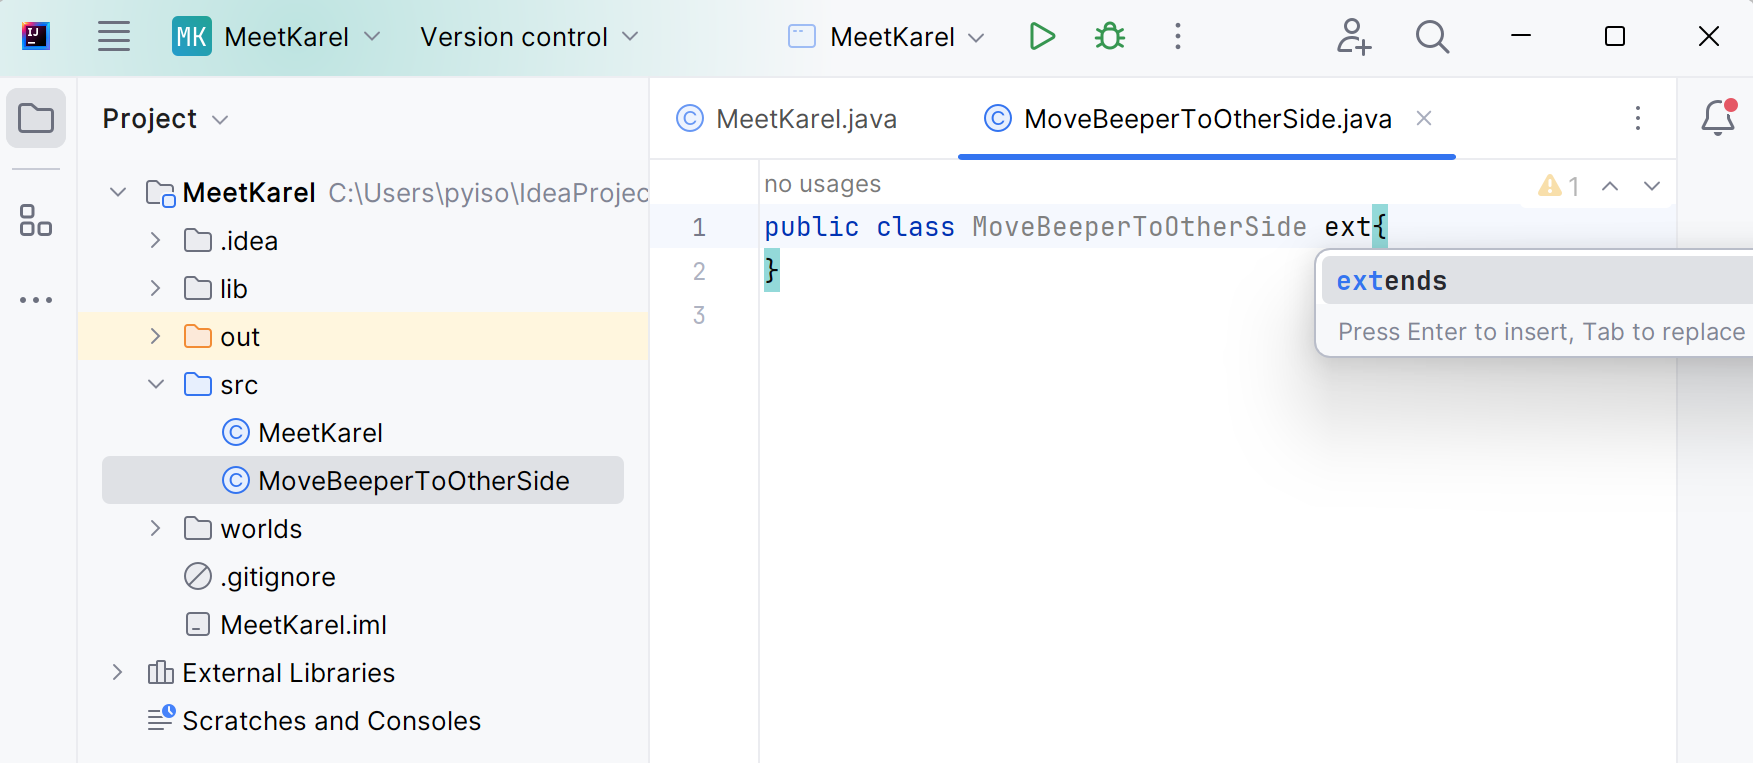 IJ
MK MeetKarel Version control MeetKarel
Project
MeetKarel C:\Users\pyiso\IdeaProjec
.idea
lib
out
src
MeetKarel
MoveBeeperToOtherSide
worlds
.gitignore
MeetKarel.iml
External Libraries
Scratches and Consoles
MeetKarel.java MoveBeeperToOtherSide.java
no usages
1
1 public class MoveBeeperToOtherSide ext{
2 }
3
extends
Press Enter to insert, Tab to replace